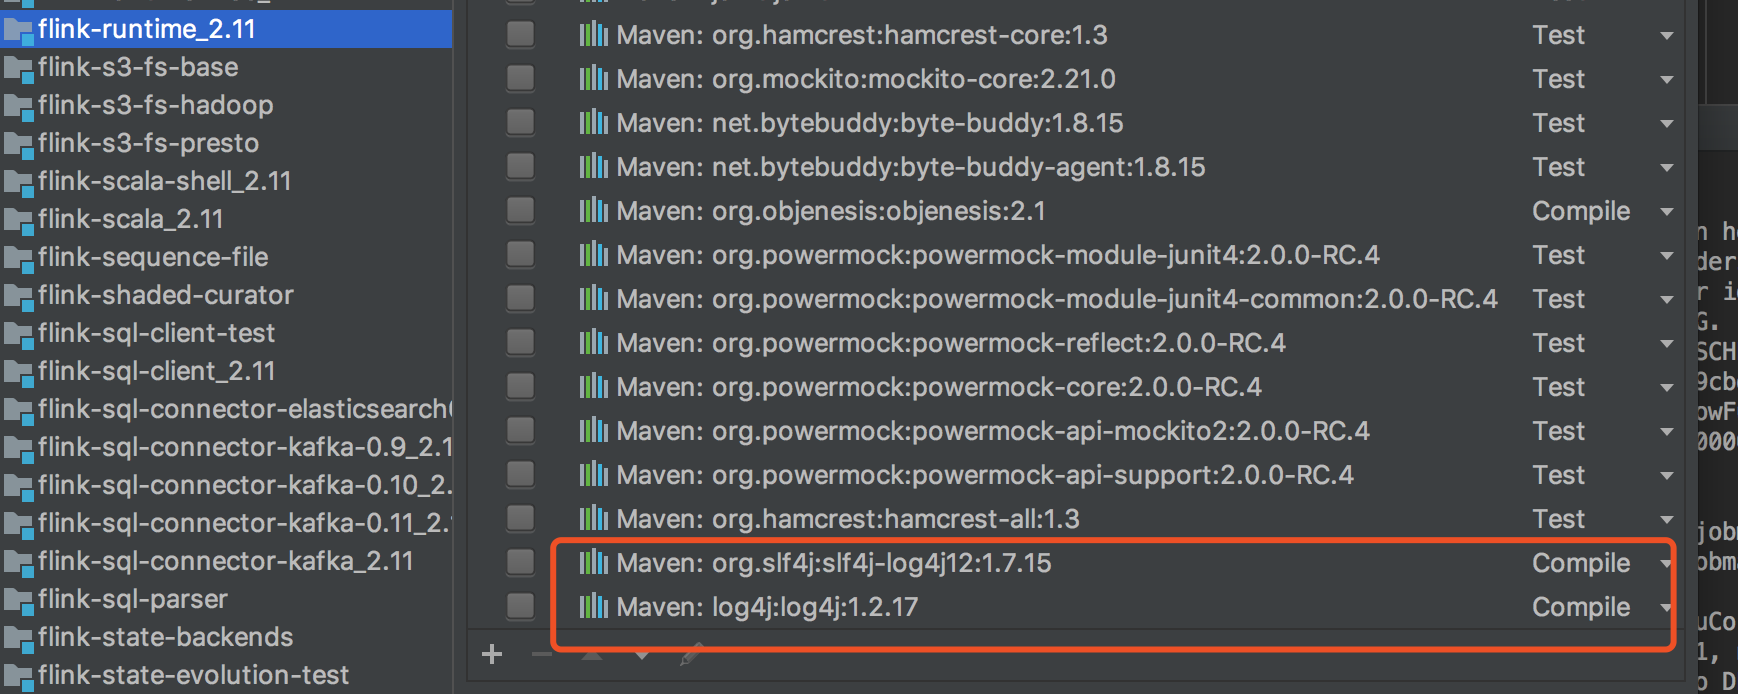 flink-runtime_2.11
flink-s3-fs-base
flink-s3-fs-hadoop
flink-s3-fs-presto
flink-scala-shell_2.11
flink-scala_2.11
flink-sequence-file
flink-shaded-curator
flink-sql-client-test
flink-sql-client_2.11
flink-sql-connector-elasticsearch
flink-sql-connector-kafka-0.9_2.1
flink-sql-connector-kafka-0.10_2.
flink-sql-connector-kafka-0.11_2.
flink-sql-connector-kafka_2.11
flink-sql-parser
flink-state-backends
flink-state-evolution-test
Maven: org.hamcrest:hamcrest-core:1.3 Test
Maven: org.mockito:mockito-core:2.21.0 Test
Maven: net.bytebuddy:byte-buddy:1.8.15 Test
Maven: net.bytebuddy:byte-buddy-agent:1.8.15 Test
Maven: org.objenesis:objenesis:2.1 Compile
Maven: org.powermock:powermock-module-junit4:2.0.0-RC.4 Test
Maven: org.powermock:powermock-module-junit4-common:2.0.0-RC.4 Test
Maven: org.powermock:powermock-reflect:2.0.0-RC.4 Test
Maven: org.powermock:powermock-core:2.0.0-RC.4 Test
Maven: org.powermock:powermock-api-mockito2:2.0.0-RC.4 Test
Maven: org.powermock:powermock-api-support:2.0.0-RC.4 Test
Maven: org.hamcrest:hamcrest-all:1.3 Test
Maven: org.slf4j:slf4j-log4j12:1.7.15 Compile
Maven: log4j:log4j:1.2.17 Compile